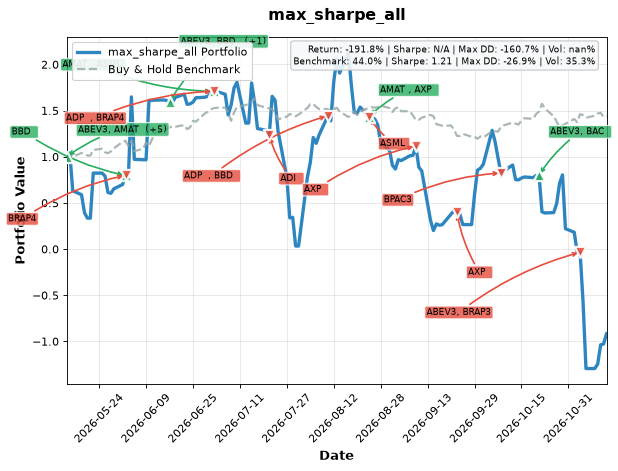 max_sharpe_all
ABEV3, BBD (+1)
max_sharpe_all Portfolio
Buy & Hold Benchmark
Return: -191.8% | Sharpe: N/A | Max DD: -160.7% | Vol: nan%
Benchmark: 44.0% | Sharpe: 1.21 | Max DD: -26.9% | Vol: 35.3%
AMAT , AXP
ADP , BRAP4
BBD
ABEV3, AMAT (+5)
ABEV3, BAC
ASML
ADP , BBD
ADI
AXP
BPAC3
BRAP4
AXP
ABEV3, BRAP3
Portfolio Value
2.0
1.5
1.0
0.5
0.0
−0.5
−1.0
2026-05-24
2026-06-09
2026-06-25
2026-07-11
2026-07-27
2026-08-12
2026-08-28
2026-09-13
2026-09-29
2026-10-15
2026-10-31
Date